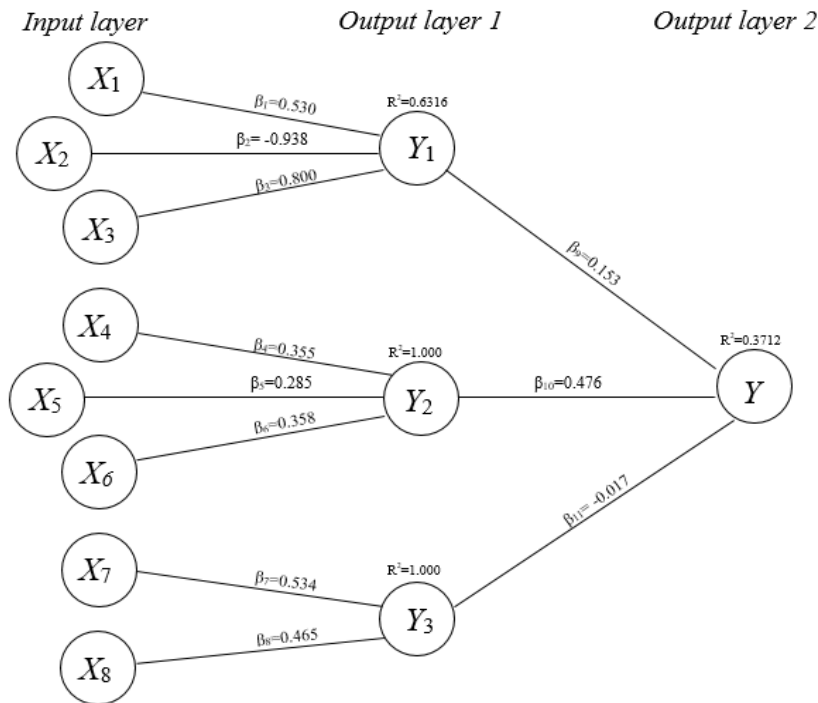 Input layer
Output layer 1
Output layer 2
X₁
X₂
X₃
β₁=0.530
β₂= -0.938
β₃=0.800
R²=0.6316
Y₁
β₉=0.153
X₄
X₅
X₆
β₄=0.355
β₅=0.285
β₆=0.358
R²=1.000
Y₂
β₁₀=0.476
R²=0.3712
Y
X₇
X₈
β₇=0.534
β₈=0.465
R²=1.000
Y₃
β₁₁= -0.017